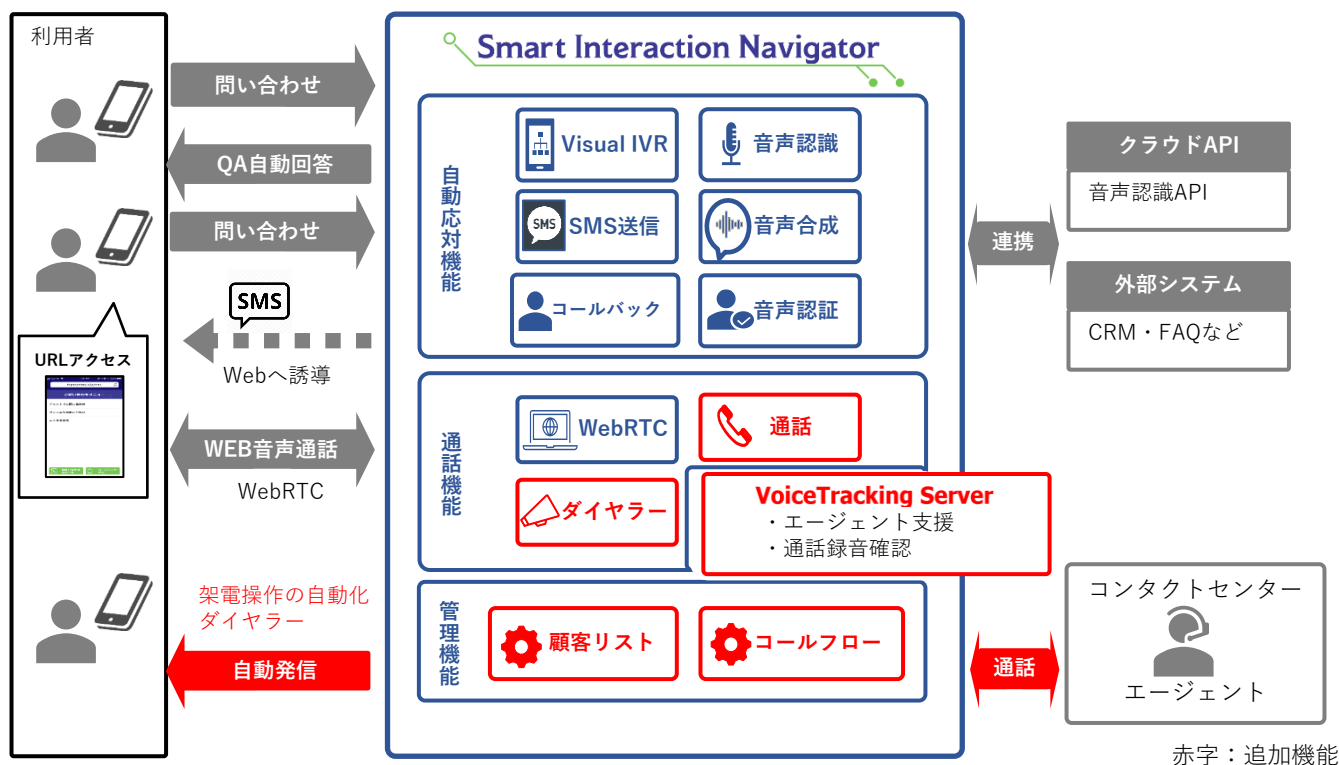 利用者
問い合わせ
QA自動回答
問い合わせ
SMS
Webへ誘導
URLアクセス
WEB音声通話
WebRTC
架電操作の自動化
ダイヤラー
自動発信
Smart Interaction Navigator
自動応対機能
Visual IVR
音声認識
SMS
SMS送信
音声合成
コールバック
音声認証
通話機能
WebRTC
通話
ダイヤラー
VoiceTracking Server
・エージェント支援
・通話録音確認
管理機能
顧客リスト
コールフロー
連携
クラウドAPI
音声認識API
外部システム
CRM・FAQなど
通話
コンタクトセンター
エージェント
赤字：追加機能